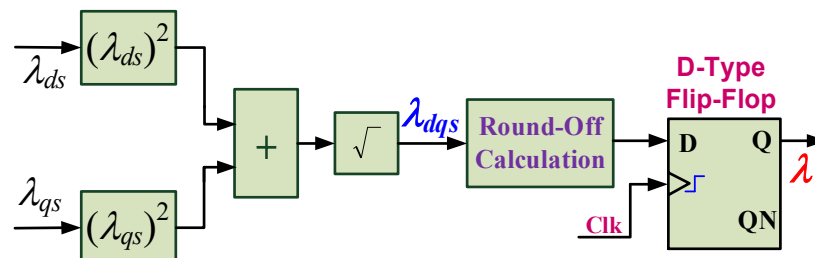 λds
(λds)²
λqs
(λqs)²
+
√
λdqs
Round-Off
Calculation
D-Type
Flip-Flop
D
Q
QN
Clk
λ